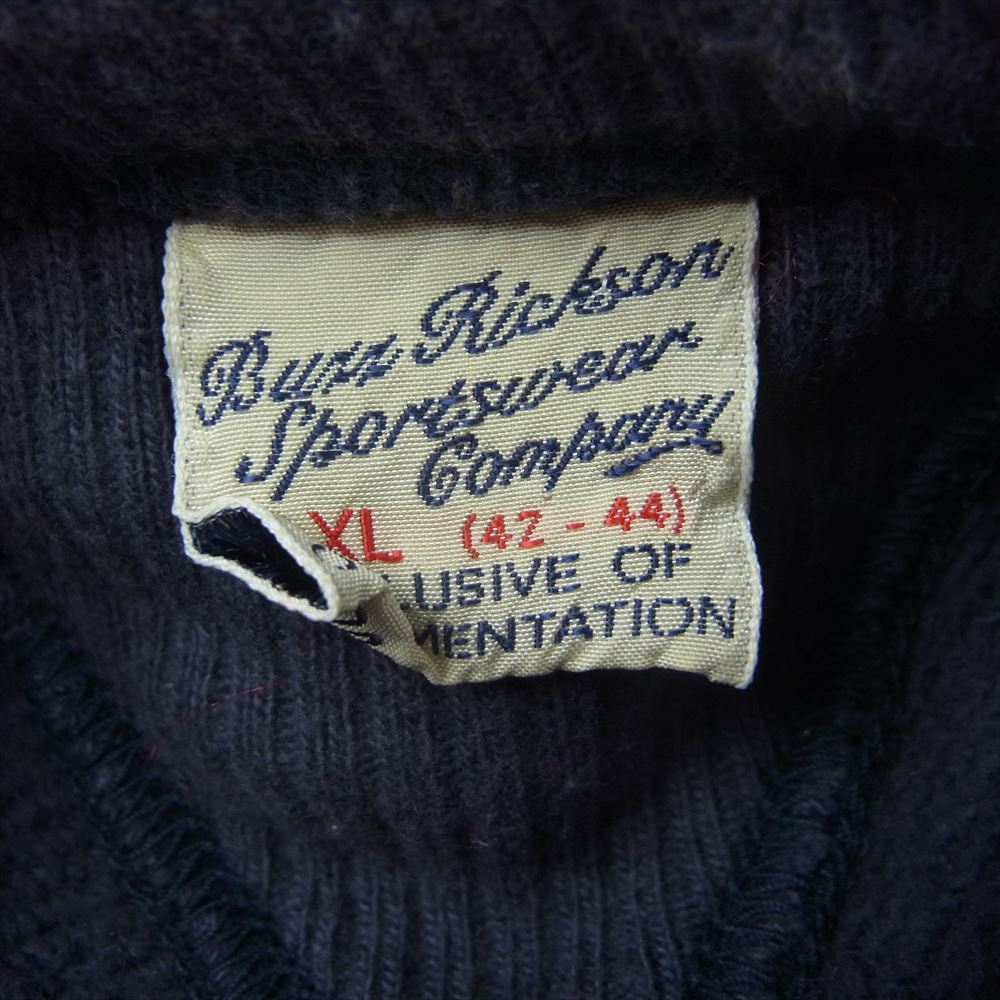 Buzz Rickson
Sportswear
Company
XL (42 - 44)
LUSIVE OF
MENTATION